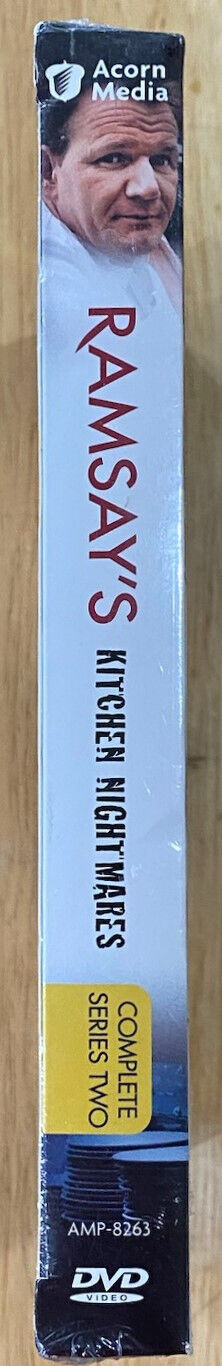 Acorn
Media
RAMSAY'S
KITCHEN NIGHTMARES
COMPLETE
SERIES TWO
AMP-8263
DVD
VIDEO